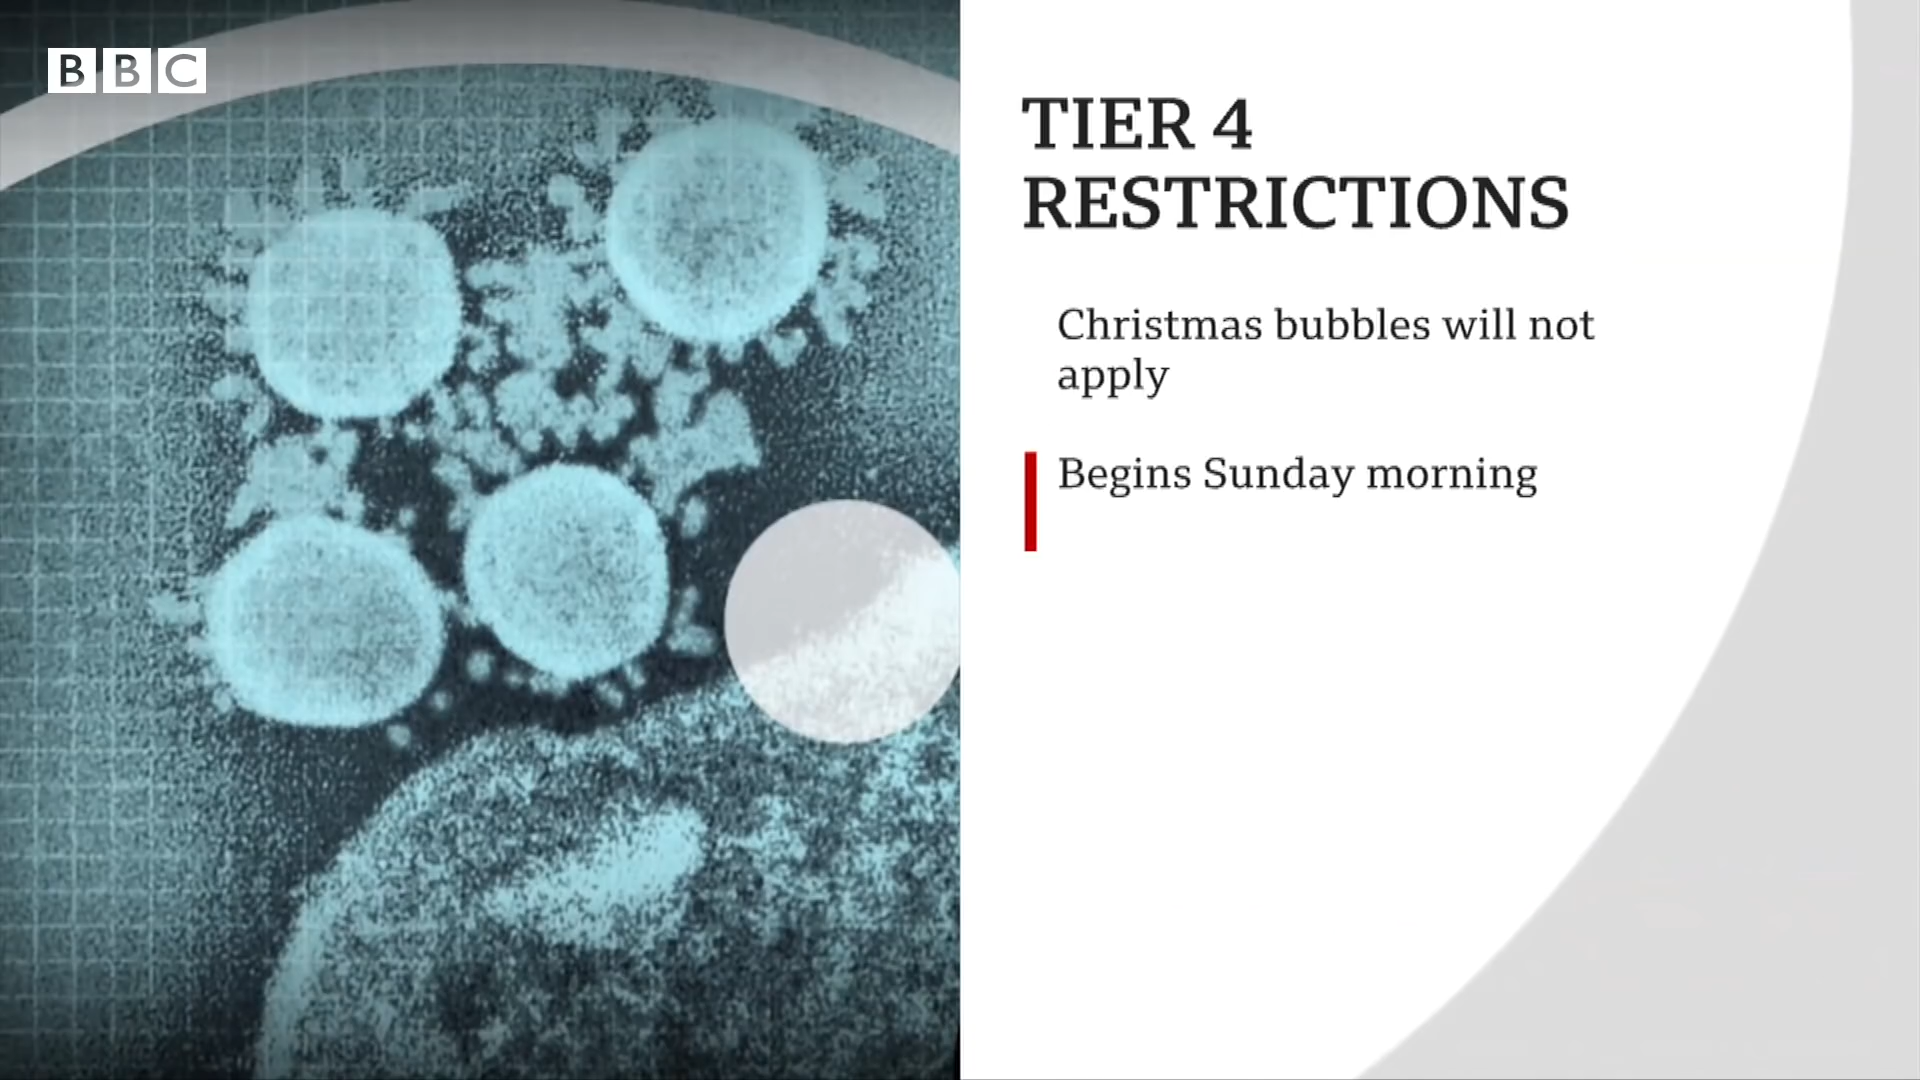 BBC
TIER 4
RESTRICTIONS
Christmas bubbles will not
apply
Begins Sunday morning